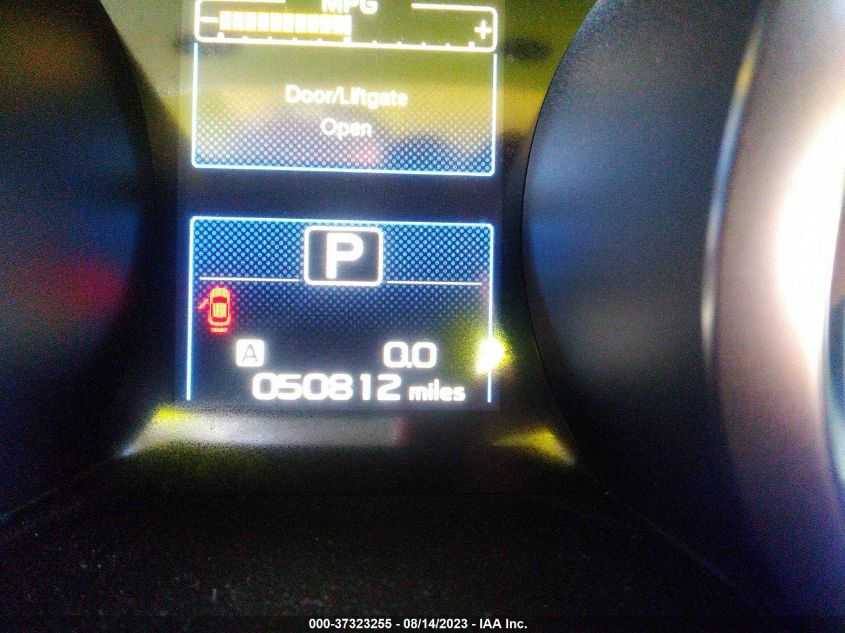 MPG
- +
Door/Liftgate
Open
P
A 0.0
050812 miles
000-37323255 - 08/14/2023 - IAA Inc.